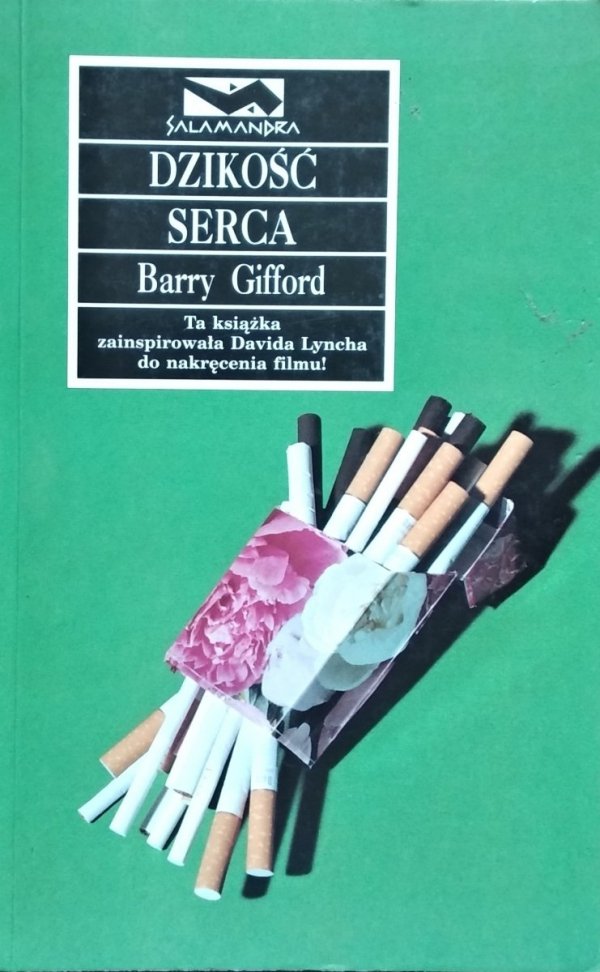 SALAMANDRA
DZIKOŚĆ
SERCA
Barry Gifford
Ta książka
zainspirowała Davida Lyncha
do nakręcenia filmu!